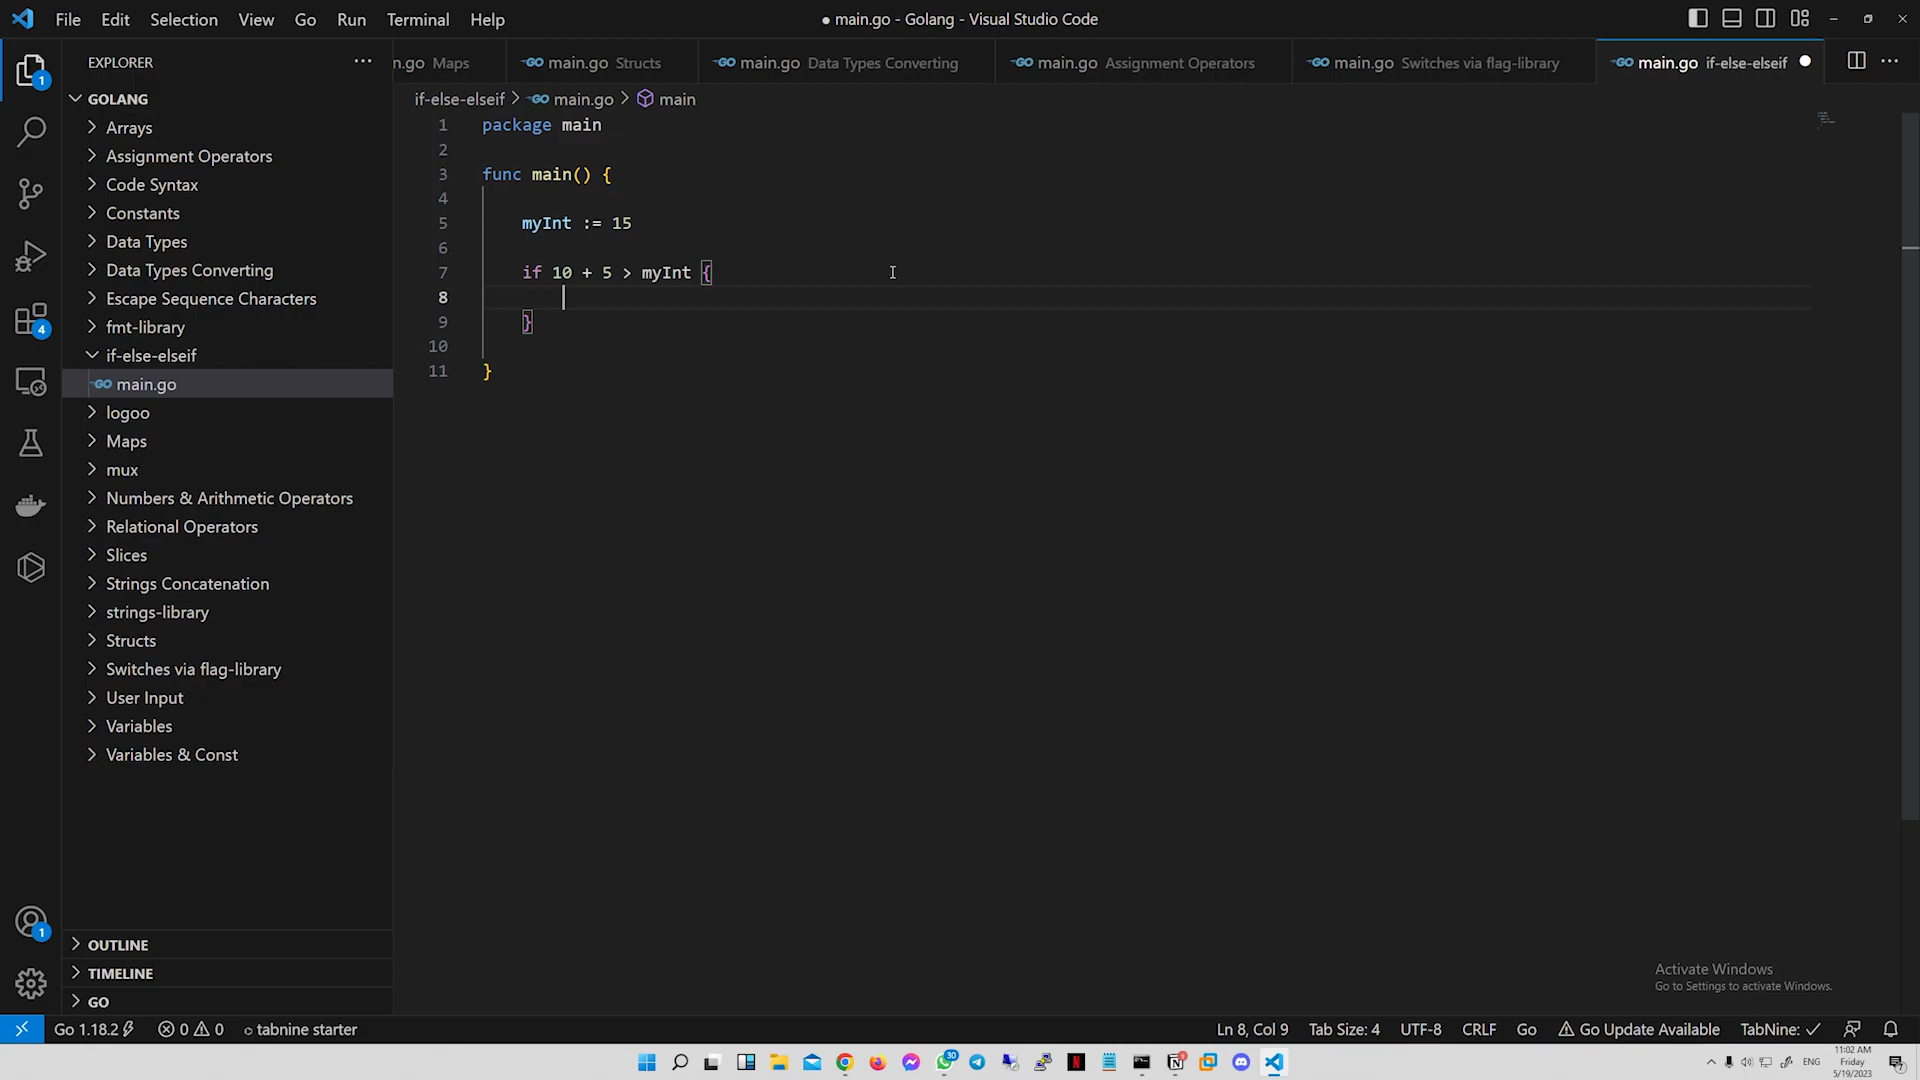 File Edit Selection View Go Run Terminal Help
● main.go - Golang - Visual Studio Code
EXPLORER
n.go Maps
main.go Structs
main.go Data Types Converting
main.go Assignment Operators
main.go Switches via flag-library
main.go if-else-elseif
if-else-elseif > main.go > main
GOLANG
Arrays
Assignment Operators
Code Syntax
Constants
Data Types
Data Types Converting
Escape Sequence Characters
fmt-library
if-else-elseif
main.go
logoo
Maps
mux
Numbers & Arithmetic Operators
Relational Operators
Slices
Strings Concatenation
strings-library
Structs
Switches via flag-library
User Input
Variables
Variables & Const
OUTLINE
TIMELINE
GO
1 package main
2
3 func main() {
4
5 myInt := 15
6
7 if 10 + 5 > myInt {
8
9 }
10
11 }
1
4
1
Activate Windows
Go to Settings to activate Windows.
Go 1.18.2 0 0 tabnine starter
Ln 8, Col 9 Tab Size: 4 UTF-8 CRLF Go Go Update Available TabNine:
30
ENG
11:02 AM
Friday
5/19/2023